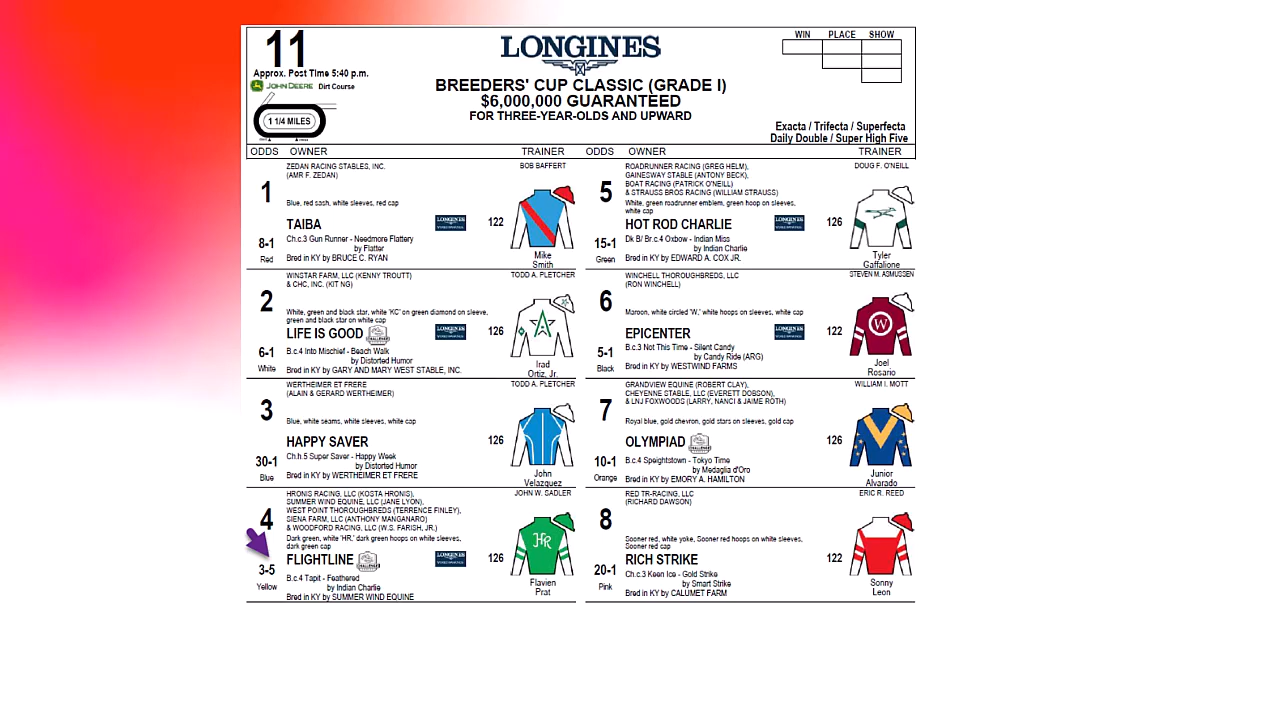 11
Approx. Post Time 5:40 p.m.
JOHN DEERE Dirt Course
1 1/4 MILES
LONGINES
BREEDERS' CUP CLASSIC (GRADE I)
$6,000,000 GUARANTEED
FOR THREE-YEAR-OLDS AND UPWARD
WIN PLACE SHOW
Exacta / Trifecta / Superfecta
Daily Double / Super High Five
ODDS OWNER TRAINER ODDS OWNER TRAINER
ZEDAN RACING STABLES, INC. BOB BAFFERT
(AMR F. ZEDAN)
1
Blue, red sash, white sleeves, red cap
TAIBA LONGINES 122
8-1 Ch.c.3 Gun Runner - Needmore Flattery
by Flatter
Red Bred in KY by BRUCE C. RYAN
Mike
Smith
WINSTAR FARM, LLC (KENNY TROUTT) TODD A. PLETCHER
& CHC, INC. (KIT NG)
2
White, green and black star, white 'KC' on green diamond on sleeve,
green and black star on white cap
LIFE IS GOOD LONGINES 126
6-1 B.c.4 Into Mischief - Beach Walk
by Distorted Humor
White Bred in KY by GARY AND MARY WEST STABLE, INC.
Irad
Ortiz, Jr.
WERTHEIMER ET FRERE TODD A. PLETCHER
(ALAIN & GERARD WERTHEIMER)
3
Blue, white seams, white sleeves, white cap
HAPPY SAVER 126
30-1 Ch.h.5 Super Saver - Happy Week
by Distorted Humor
Blue Bred in KY by WERTHEIMER ET FRERE
John
Velazquez
HRONIS RACING, LLC (KOSTA HRONIS), JOHN W. SADLER
SUMMER WIND EQUINE, LLC (JANE LYON),
WEST POINT THOROUGHBREDS (TERRENCE FINLEY),
SIENA FARM, LLC (ANTHONY MANGANARO)
& WOODFORD RACING, LLC (W.S. FARISH, JR.)
4
Dark green, white 'HR,' dark green hoops on white sleeves,
dark green cap
FLIGHTLINE LONGINES 126
HR
3-5 B.c.4 Tapit - Feathered
by Indian Charlie
Yellow Bred in KY by SUMMER WIND EQUINE
Flavien
Prat
ROADRUNNER RACING (GREG HELM), DOUG F. O'NEILL
GAINESWAY STABLE (ANTONY BECK),
BOAT RACING (PATRICK O'NEILL)
& STRAUSS BROS RACING (WILLIAM STRAUSS)
5
White, green roadrunner emblem, green hoop on sleeves,
white cap
HOT ROD CHARLIE LONGINES 126
15-1 Dk B/ Br.c.4 Oxbow - Indian Miss
by Indian Charlie
Green Bred in KY by EDWARD A. COX JR.
Tyler
Gaffalione
WINCHELL THOROUGHBREDS, LLC STEVEN M. ASMUSSEN
(RON WINCHELL)
6
Maroon, white circled 'W,' white hoops on sleeves, white cap
EPICENTER LONGINES 122
W
5-1 B.c.3 Not This Time - Silent Candy
by Candy Ride (ARG)
Black Bred in KY by WESTWIND FARMS
Joel
Rosario
GRANDVIEW EQUINE (ROBERT CLAY), WILLIAM I. MOTT
CHEYENNE STABLE, LLC (EVERETT DOBSON),
& LNJ FOXWOODS (LARRY, NANCI & JAIME ROTH)
7
Royal blue, gold chevron, gold stars on sleeves, gold cap
OLYMPIAD 126
10-1 B.c.4 Speightstown - Tokyo Time
by Medaglia d'Oro
Orange Bred in KY by EMORY A. HAMILTON
Junior
Alvarado
RED TR-RACING, LLC ERIC R. REED
(RICHARD DAWSON)
8
Sooner red, white yoke, Sooner red hoops on white sleeves,
Sooner red cap
RICH STRIKE 122
20-1 Ch.c.3 Keen Ice - Gold Strike
by Smart Strike
Pink Bred in KY by CALUMET FARM
Sonny
Leon